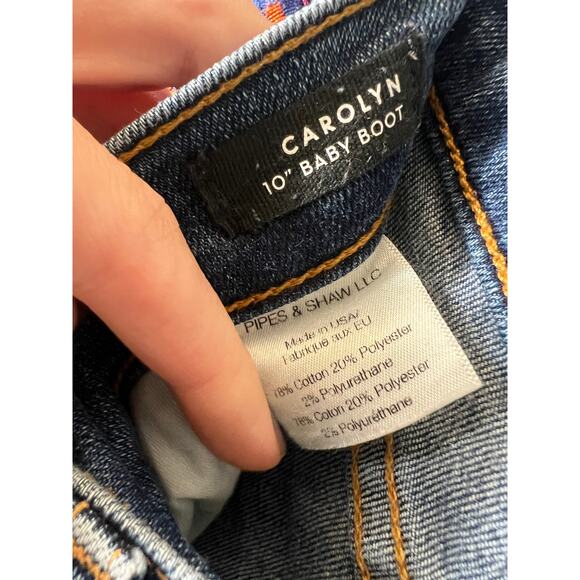 CAROLYN
10" BABY BOOT
PIPES & SHAW LLC
Made in USA/
Fabriqué aux EU
78% Cotton 20% Polyester
2% Polyurethane
78% Coton 20% Polyester
2% Polyuréthane